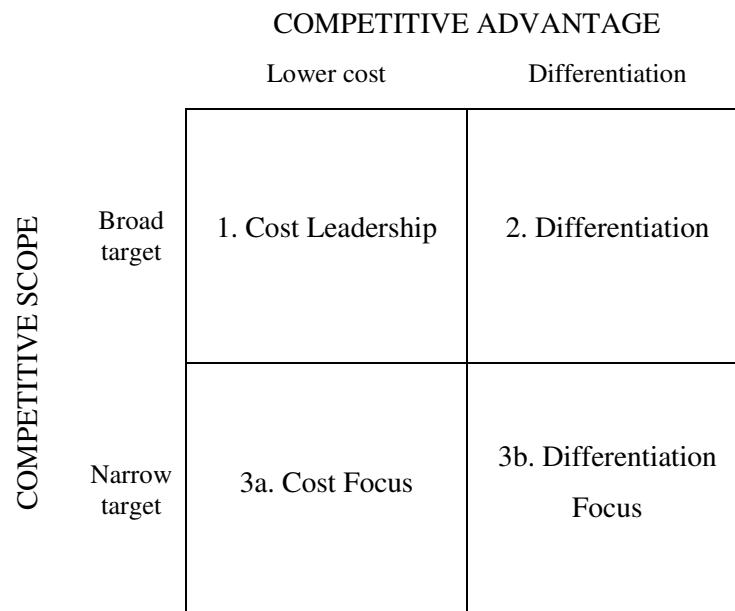 COMPETITIVE ADVANTAGE
Lower cost
Differentiation
COMPETITIVE SCOPE
Broad
target
1. Cost Leadership
2. Differentiation
Narrow
target
3a. Cost Focus
3b. Differentiation
Focus